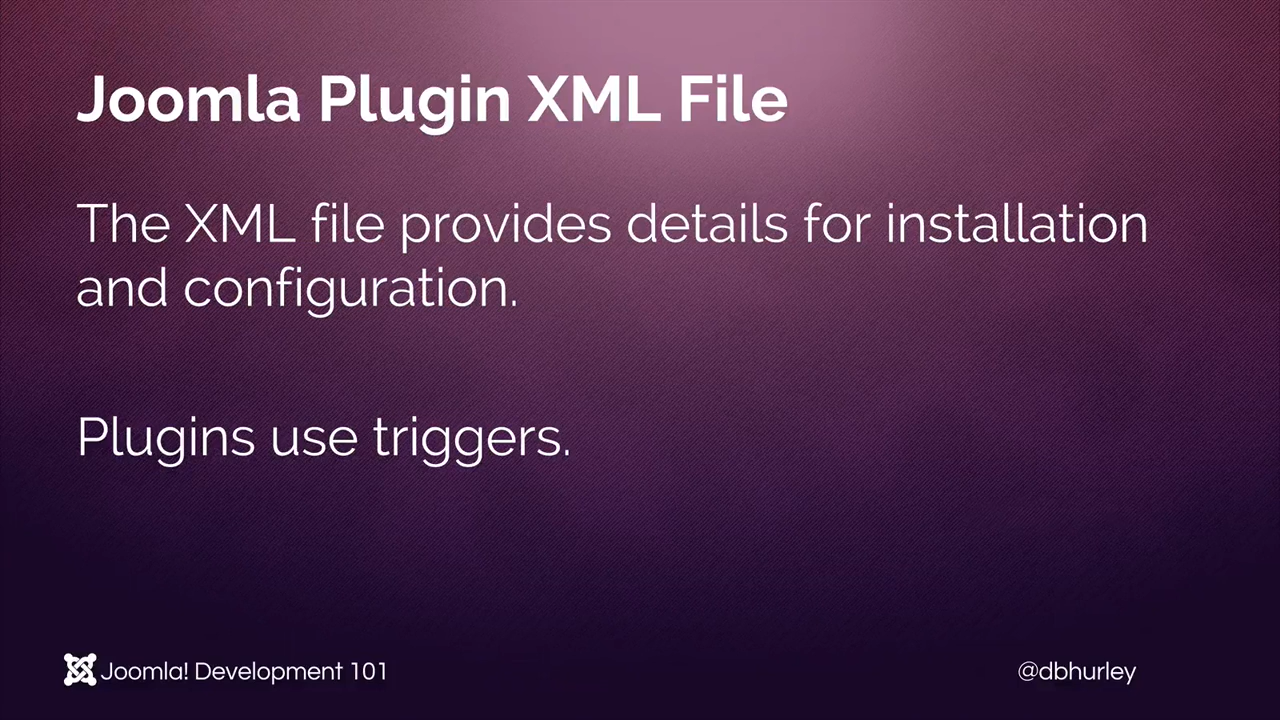 Joomla Plugin XML File
The XML file provides details for installation
and configuration.
Plugins use triggers.
Joomla! Development 101
@dbhurley